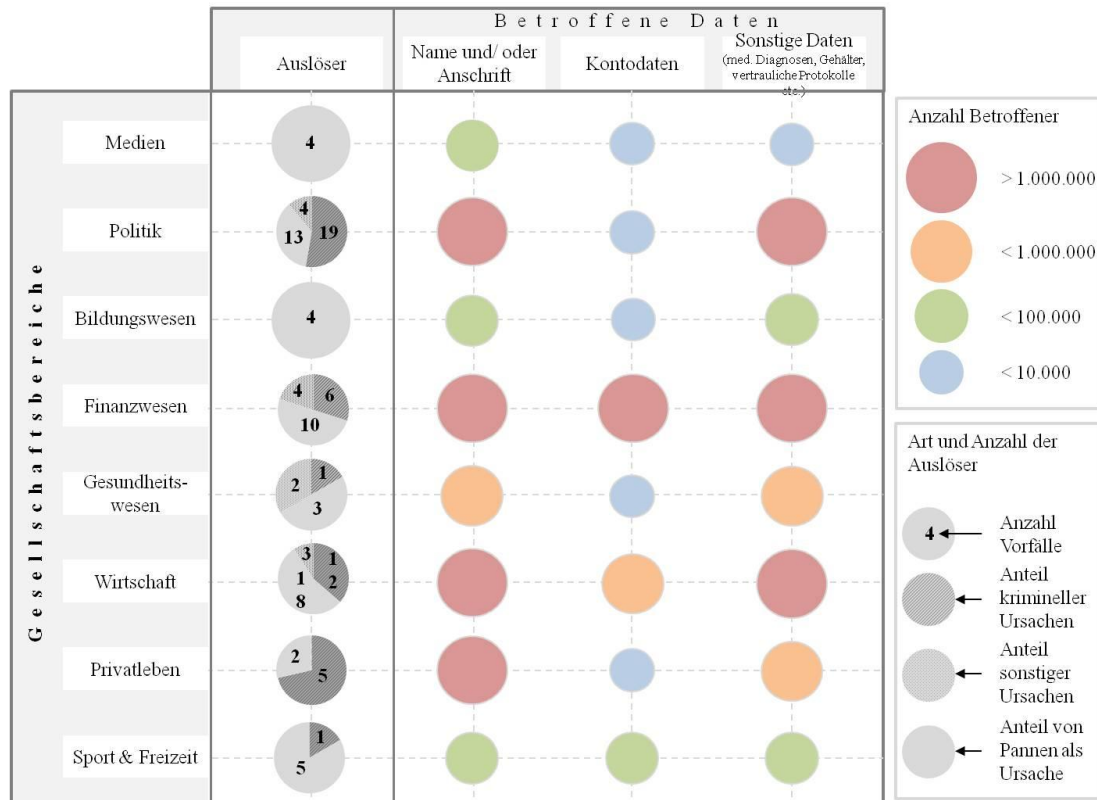 Betroffene Daten
Auslöser
Name und/ oder
Anschrift
Kontodaten
Sonstige Daten
(med. Diagnosen, Gehälter,
vertrauliche Protokolle
etc.)
Gesellschaftsbereiche
Medien
4
Politik
4
13
19
Bildungswesen
4
Finanzwesen
4
6
10
Gesundheits-
wesen
1
2
3
Wirtschaft
3
1
1
2
8
Privatleben
2
5
Sport & Freizeit
1
5
Anzahl Betroffener
> 1.000.000
< 1.000.000
< 100.000
< 10.000
Art und Anzahl der
Auslöser
4
Anzahl
Vorfälle
Anteil
krimineller
Ursachen
Anteil
sonstiger
Ursachen
Anteil von
Pannen als
Ursache